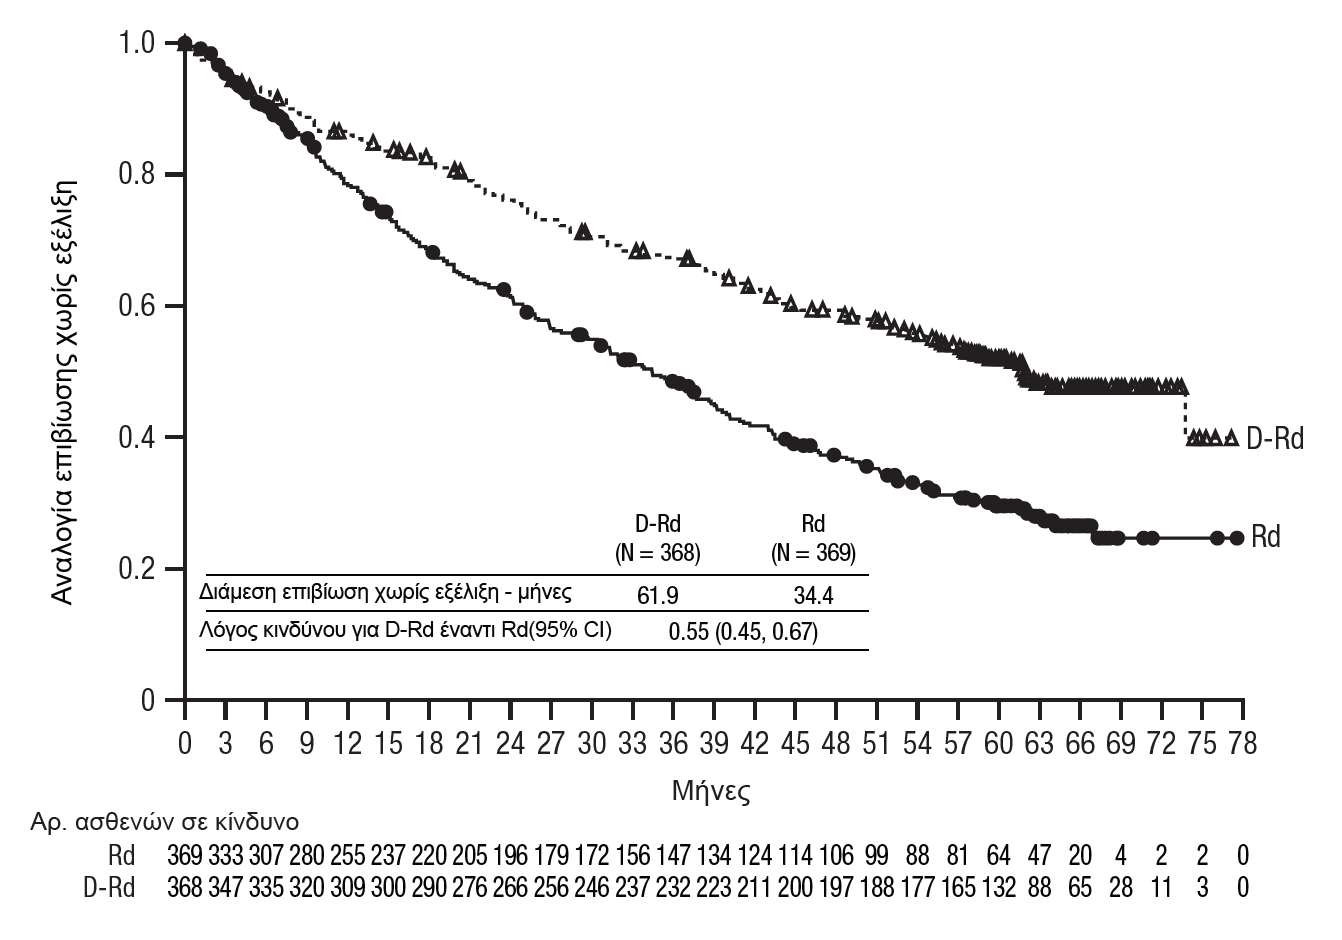 Αναλογία επιβίωσης χωρίς εξέλιξη
1.0
0.8
0.6
0.4
0.2
0
D-Rd
Rd
D-Rd Rd
(N = 368) (N = 369)
Διάμεση επιβίωση χωρίς εξέλιξη - μήνες 61.9 34.4
Λόγος κινδύνου για D-Rd έναντι Rd(95% CI) 0.55 (0.45, 0.67)
0 3 6 9 12 15 18 21 24 27 30 33 36 39 42 45 48 51 54 57 60 63 66 69 72 75 78
Μήνες
Αρ. ασθενών σε κίνδυνο
Rd 369 333 307 280 255 237 220 205 196 179 172 156 147 134 124 114 106 99 88 81 64 47 20 4 2 2 0
D-Rd 368 347 335 320 309 300 290 276 266 256 246 237 232 223 211 200 197 188 177 165 132 88 65 28 11 3 0